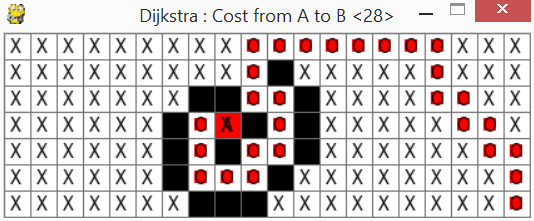 Dijkstra : Cost from A to B <28>
X X X X X X X X X O O O O O O O O X X X
X X X X X X X X X O X X X X X O X X X
X X X X X X X O O X X X X O O X X
X X X X X X O A O X X X X X O O X
X X X X X X O O O X X X X X X O O
X X X X X X O O O X X X X X X X X O
X X X X X X X X X X X X X X X X O